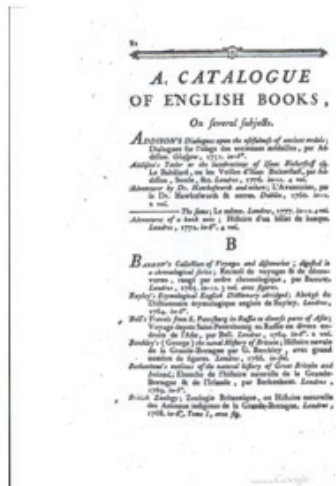 A. CATALOGUE
OF ENGLISH BOOKS,
On several subjects.
ADDISON'S Dialogues upon the usefulness of ancient medals;
Dialogues sur l'usage des anciennes médailles, par Ad-
dison. Glasgow, 1751. in-8°.
Addison's Tatler or the lucubrations of Isaac Bickerstaff esq.
Le Babillard, ou les Veilles d'Isaac Bickerstaff, par Ad-
dison, Steele, &c. Londres, 1776. in-12. 4 vol.
Adventurer by Dr. Hawkesworth and others; L'Aventurier, par
le Dr. Hawkesworth & autres. Dublin, 1760. in-12.
2 vol.
——— The same; Le même. Londres, 1777. in-12. 4 vol.
Adventures of a bank note; Histoire d'un billet de banque.
Londres, 1772. in-8°. 4 vol.
B
BARROW's Collection of Voyages and discoveries; digested in
a chronological series; Recueil de voyages & de décou-
vertes, rangé par ordre chronologique, par Barrow.
Londres, 1765. in-12. 3 vol. avec figures.
Bayley's Etymological English Dictionary abridged; Abrégé du
Dictionnaire étymologique anglois de Bayley. Londres,
1764. in-8°.
Bell's Travels from S. Petersburg in Russia to diverse parts of Asia;
Voyage depuis Saint-Petersbourg en Russie en divers en-
droits de l'Asie, par Bell. Londres, 1764. in-8°. 2 vol.
Berckley's (George) the naval History of Britain; Histoire navale
de la Grande-Bretagne par G. Berckley, avec grand
nombre de figures. Londres, 1756. in-fol.
Berkenhout's outlines of the natural history of Great Britain and
Ireland; Ebauche de l'histoire naturelle de la Grande-
Bretagne & de l'Irlande, par Berkenhout. Londres,
1769. in-8°.
British Zoology; Zoologie Britannique, ou Histoire naturelle
des Animaux indigènes de la Grande-Bretagne. Londres,
1768. in-8°, Tome I, avec fig.
Google